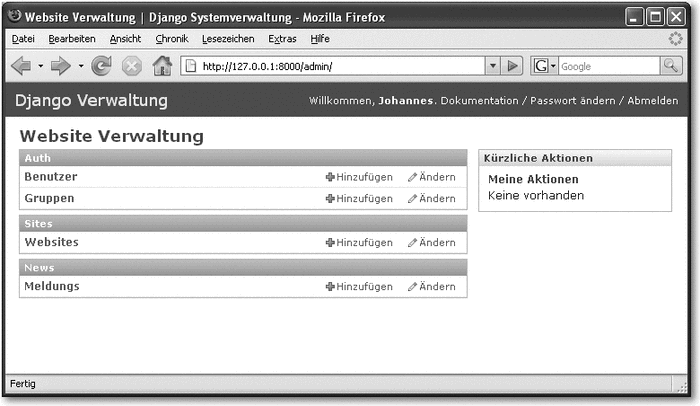 Website Verwaltung | Django Systemverwaltung - Mozilla Firefox
Datei Bearbeiten Ansicht Chronik Lesezeichen Extras Hilfe
http://127.0.0.1:8000/admin/ G Google
Django Verwaltung Willkommen, Johannes. Dokumentation / Passwort ändern / Abmelden
Website Verwaltung
Auth
Benutzer Hinzufügen Ändern
Gruppen Hinzufügen Ändern
Sites
Websites Hinzufügen Ändern
News
Meldungs Hinzufügen Ändern
Kürzliche Aktionen
Meine Aktionen
Keine vorhanden
Fertig